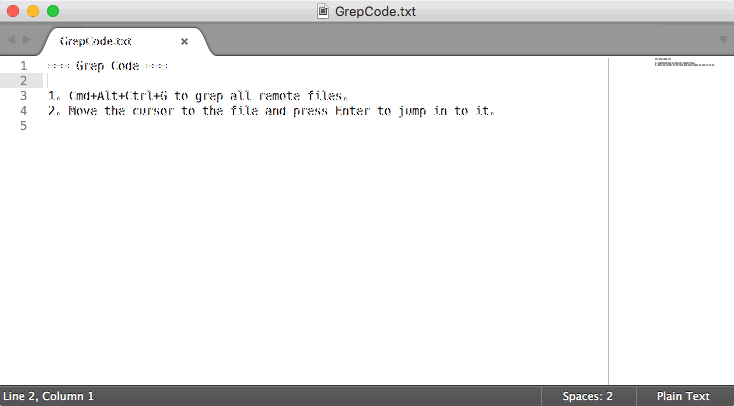 GrepCode.txt
GrepCode.txt ×
1 ==== Grep Code ====
2
3 1. Cmd+Alt+Ctrl+G to grep all remote files.
4 2. Move the cursor to the file and press Enter to jump in to it.
5
Line 2, Column 1 Spaces: 2 Plain Text